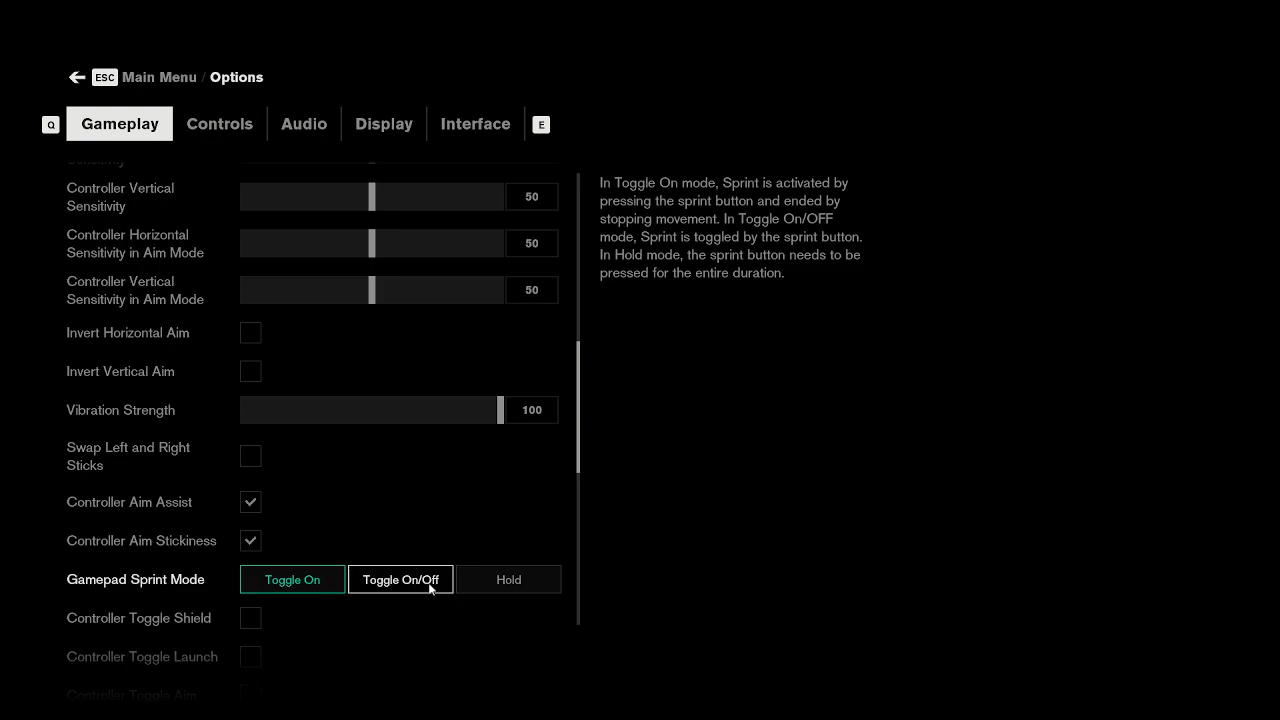 ESC Main Menu / Options
Q Gameplay Controls Audio Display Interface E
Sensitivity
Controller Vertical
Sensitivity
50
Controller Horizontal
Sensitivity in Aim Mode
50
Controller Vertical
Sensitivity in Aim Mode
50
Invert Horizontal Aim
Invert Vertical Aim
Vibration Strength
100
Swap Left and Right
Sticks
Controller Aim Assist
Controller Aim Stickiness
Gamepad Sprint Mode
Toggle On Toggle On/Off Hold
Controller Toggle Shield
Controller Toggle Launch
Controller Toggle Aim
In Toggle On mode, Sprint is activated by
pressing the sprint button and ended by
stopping movement. In Toggle On/OFF
mode, Sprint is toggled by the sprint button.
In Hold mode, the sprint button needs to be
pressed for the entire duration.